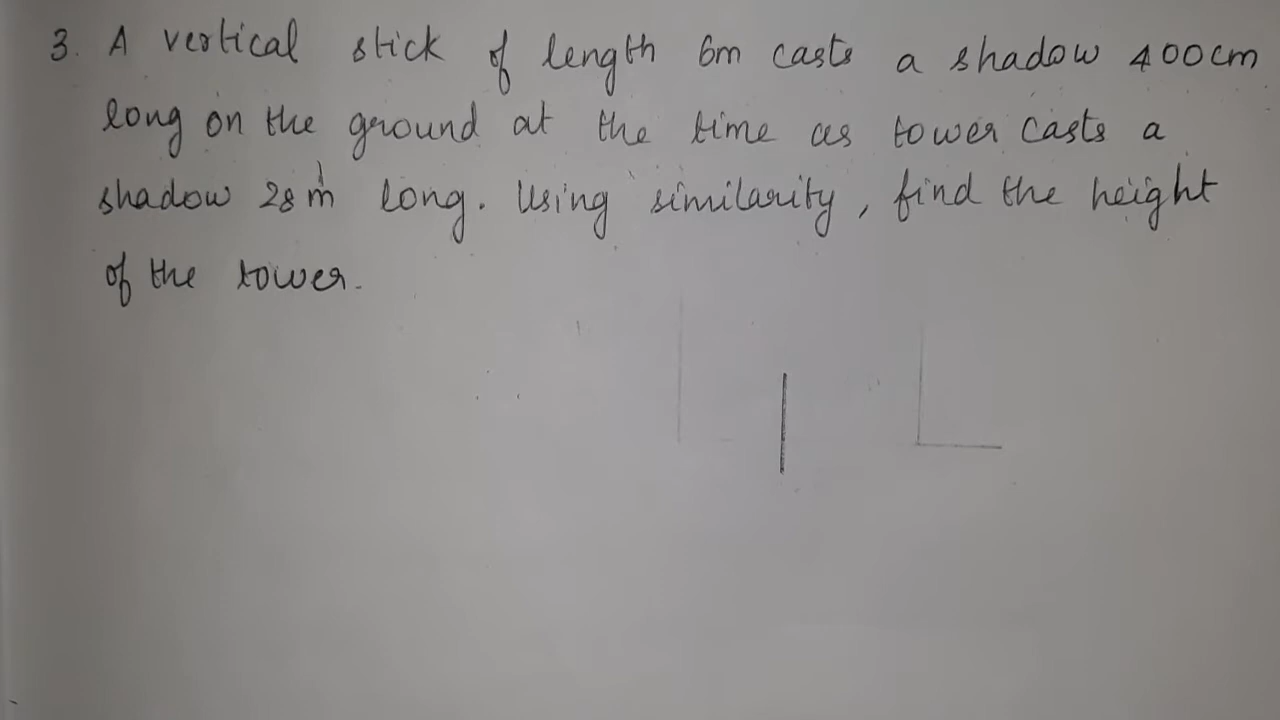 3. A vertical stick of length 6m casts a shadow 400cm
long on the ground at the time as tower casts a
shadow 28m long. Using similarity, find the height
of the tower.